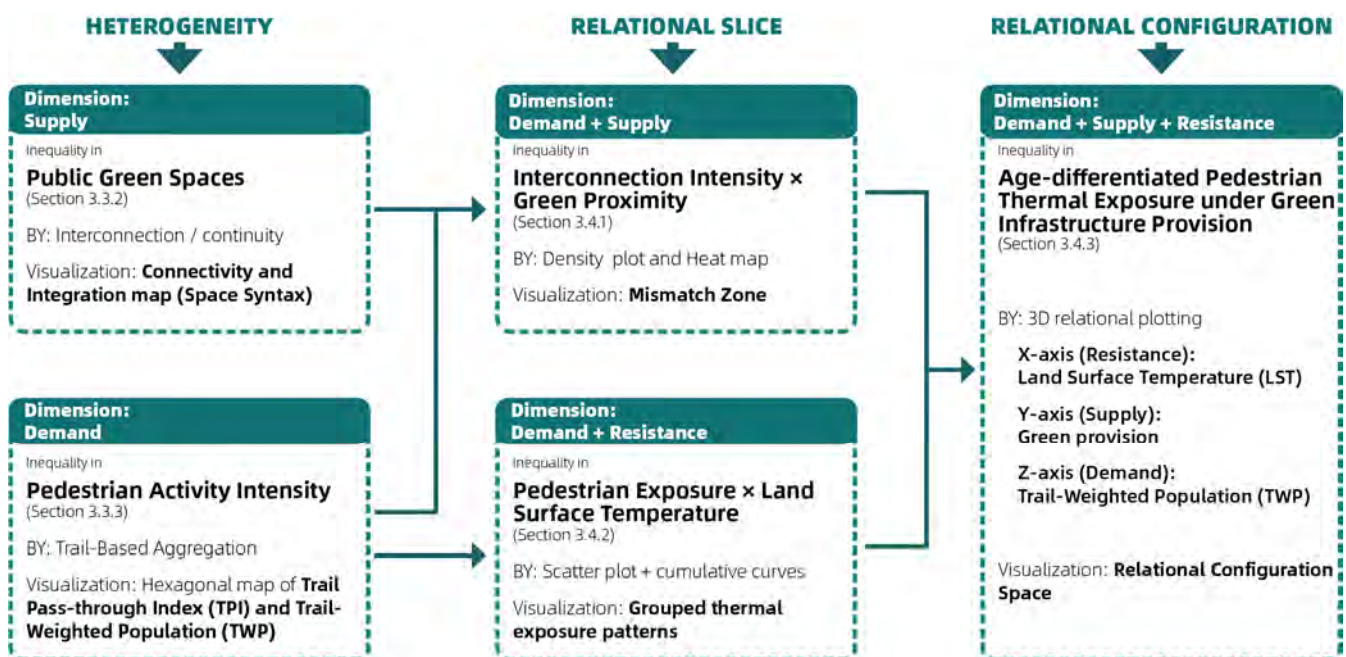 HETEROGENEITY
Dimension:
Supply
Inequality in
Public Green Spaces
(Section 3.3.2)
BY: Interconnection / continuity
Visualization: Connectivity and
Integration map (Space Syntax)
Dimension:
Demand
Inequality in
Pedestrian Activity Intensity
(Section 3.3.3)
BY: Trail-Based Aggregation
Visualization: Hexagonal map of Trail
Pass-through Index (TPI) and Trail-
Weighted Population (TWP)
RELATIONAL SLICE
Dimension:
Demand + Supply
Inequality in
Interconnection Intensity ×
Green Proximity
(Section 3.4.1)
BY: Density plot and Heat map
Visualization: Mismatch Zone
Dimension:
Demand + Resistance
Inequality in
Pedestrian Exposure × Land
Surface Temperature
(Section 3.4.2)
BY: Scatter plot + cumulative curves
Visualization: Grouped thermal
exposure patterns
RELATIONAL CONFIGURATION
Dimension:
Demand + Supply + Resistance
Inequality in
Age-differentiated Pedestrian
Thermal Exposure under Green
Infrastructure Provision
(Section 3.4.3)
BY: 3D relational plotting
X-axis (Resistance):
Land Surface Temperature (LST)
Y-axis (Supply):
Green provision
Z-axis (Demand):
Trail-Weighted Population (TWP)
Visualization: Relational Configuration
Space